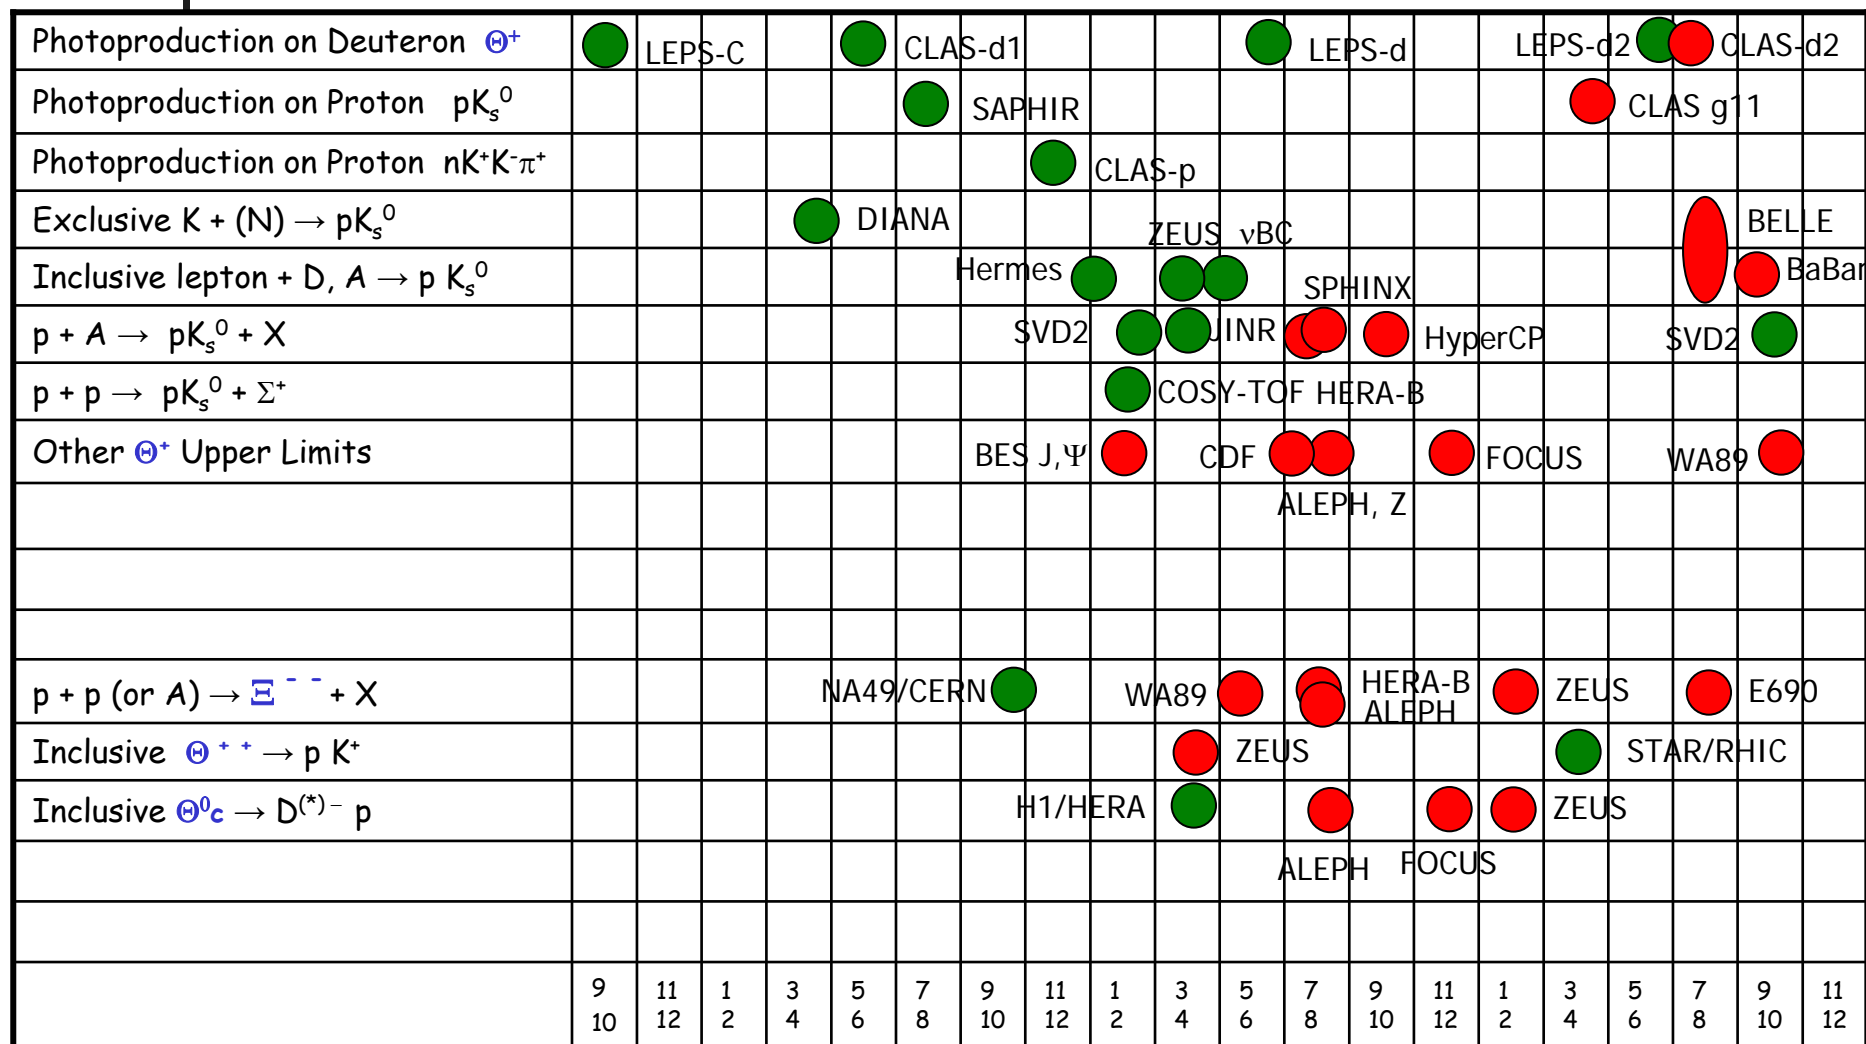 Photoproduction on Deuteron Θ⁺ LEPS-C CLAS-d1 LEPS-d LEPS-d2 CLAS-d2
Photoproduction on Proton pKₛ⁰ SAPHIR CLAS g11
Photoproduction on Proton nK⁺K⁻π⁺ CLAS-p
Exclusive K + (N) → pKₛ⁰ DIANA ZEUS νBC BELLE
Inclusive lepton + D, A → p Kₛ⁰ Hermes SPHINX BaBar
p + A → pKₛ⁰ + X SVD2 JINR HyperCP SVD2
p + p → pKₛ⁰ + Σ⁺ COSY-TOF HERA-B
Other Θ⁺ Upper Limits BES J,Ψ CDF FOCUS WA89
ALEPH, Z
p + p (or A) → Ξ⁻⁻ + X NA49/CERN WA89 HERA-B ZEUS E690
ALEPH
Inclusive Θ⁺⁺ → p K⁺ ZEUS STAR/RHIC
Inclusive Θ⁰c → D⁽*⁾⁻ p H1/HERA ZEUS
ALEPH FOCUS
9 11 1 3 5 7 9 11 1 3 5 7 9 11 1 3 5 7 9 11
10 12 2 4 6 8 10 12 2 4 6 8 10 12 2 4 6 8 10 12